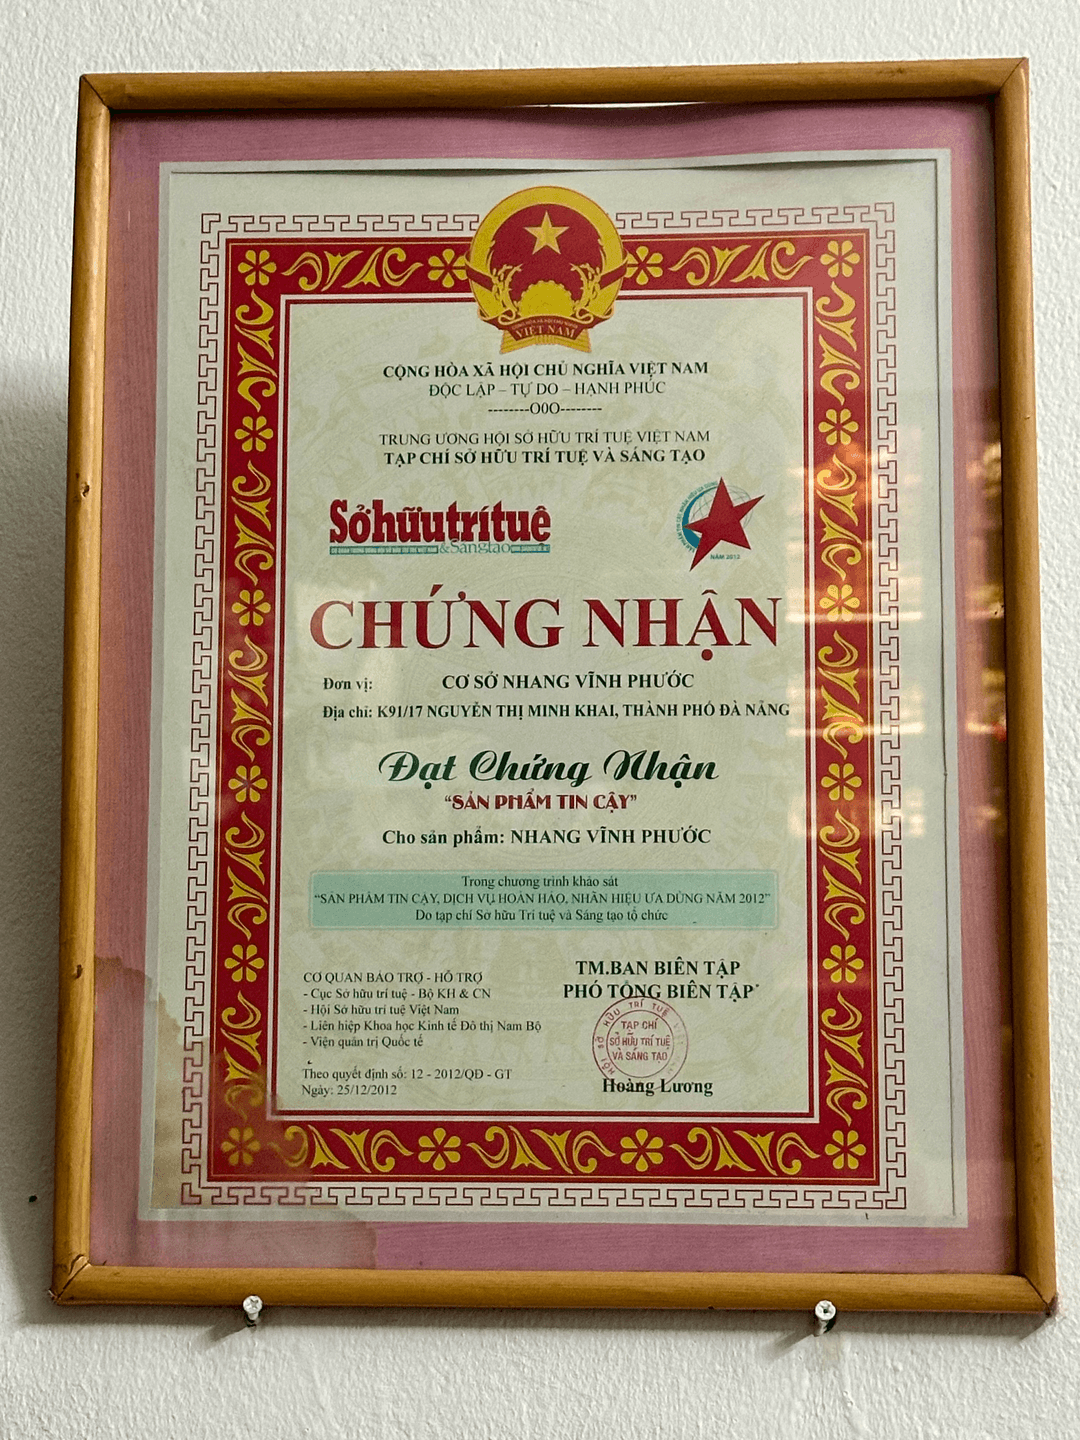 VIỆT NAM
CỘNG HÒA XÃ HỘI CHỦ NGHĨA VIỆT NAM
ĐỘC LẬP – TỰ DO – HẠNH PHÚC
--------O0O--------
TRUNG ƯƠNG HỘI SỞ HỮU TRÍ TUỆ VIỆT NAM
TẠP CHÍ SỞ HỮU TRÍ TUỆ VÀ SÁNG TẠO
Sởhữutrítuệ
&Sángtạo
NĂM 2012
CHỨNG NHẬN
Đơn vị: CƠ SỞ NHANG VĨNH PHƯỚC
Địa chỉ: K91/17 NGUYỄN THỊ MINH KHAI, THÀNH PHỐ ĐÀ NẴNG
Đạt Chứng Nhận
“SẢN PHẨM TIN CẬY”
Cho sản phẩm: NHANG VĨNH PHƯỚC
Trong chương trình khảo sát
“SẢN PHẨM TIN CẬY, DỊCH VỤ HOÀN HẢO, NHÃN HIỆU ƯA DÙNG NĂM 2012”
Do tạp chí Sở hữu Trí tuệ và Sáng tạo tổ chức
CƠ QUAN BẢO TRỢ - HỖ TRỢ
- Cục Sở hữu trí tuệ - Bộ KH & CN
- Hội Sở hữu trí tuệ Việt Nam
- Liên hiệp Khoa học Kinh tế Đô thị Nam Bộ
- Viện quản trị Quốc tế
Theo quyết định số: 12 - 2012/QĐ - GT
Ngày: 25/12/2012
TM.BAN BIÊN TẬP
PHÓ TỔNG BIÊN TẬP
HỘI SỞ HỮU TRÍ TUỆ
TẠP CHÍ
SỞ HỮU TRÍ TUỆ
VÀ SÁNG TẠO
Hoàng Lương